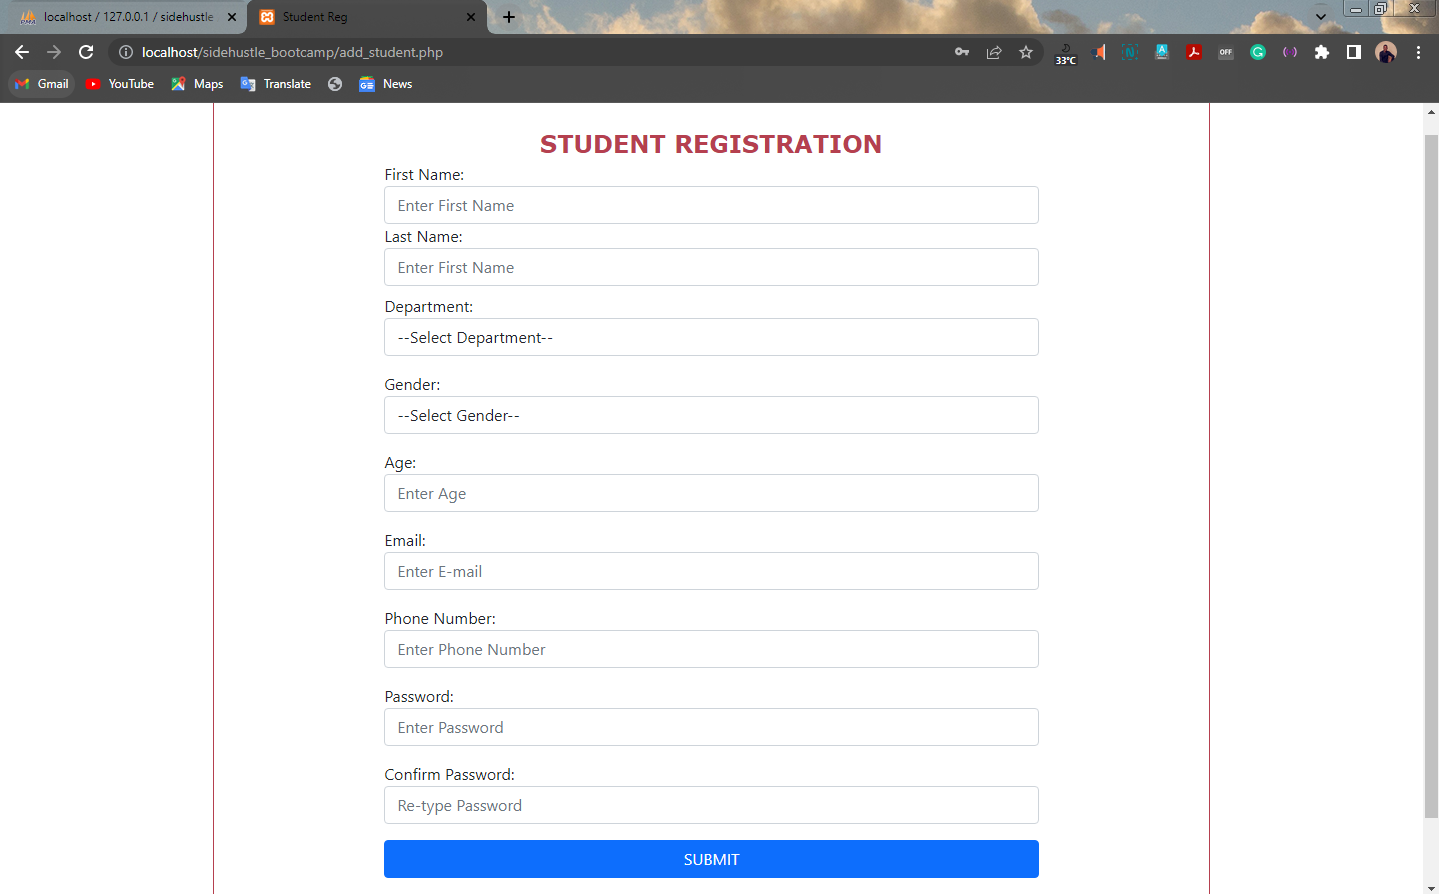 localhost / 127.0.0.1 / sidehustle
Student Reg
localhost/sidehustle_bootcamp/add_student.php
33°C
OFF
Gmail
YouTube
Maps
Translate
News
STUDENT REGISTRATION
First Name:
Enter First Name
Last Name:
Enter First Name
Department:
--Select Department--
Gender:
--Select Gender--
Age:
Enter Age
Email:
Enter E-mail
Phone Number:
Enter Phone Number
Password:
Enter Password
Confirm Password:
Re-type Password
SUBMIT